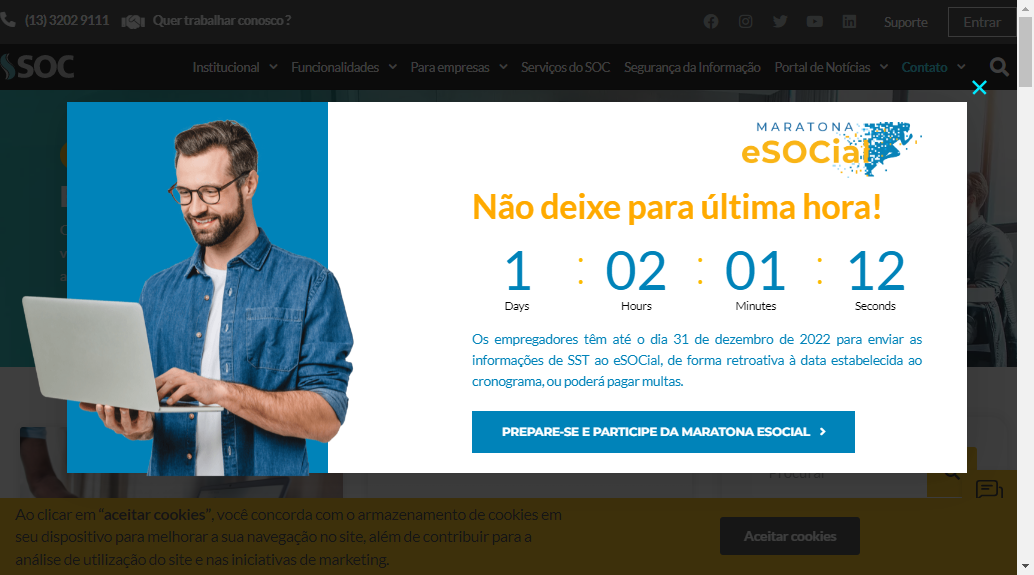 (13) 3202 9111 Quer trabalhar conosco ?
Suporte Entrar
SOC Institucional Funcionalidades Para empresas Serviços do SOC Segurança da Informação Portal de Notícias Contato
MARATONA
eSOCial
Não deixe para última hora!
1 : 02 : 01 : 12
Days Hours Minutes Seconds
Os empregadores têm até o dia 31 de dezembro de 2022 para enviar as
informações de SST ao eSOCial, de forma retroativa à data estabelecida ao
cronograma, ou poderá pagar multas.
PREPARE-SE E PARTICIPE DA MARATONA ESOCIAL
Procurar
Ao clicar em “aceitar cookies”, você concorda com o armazenamento de cookies em
seu dispositivo para melhorar a sua navegação no site, além de contribuir para a
análise de utilização do site e nas iniciativas de marketing.
Aceitar cookies